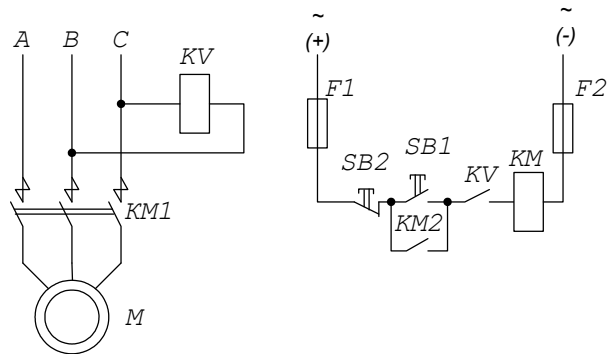 A B C
KV
KM1
M
~ ~
(+) (-)
F1 F2
SB2 SB1 KV KM
KM2